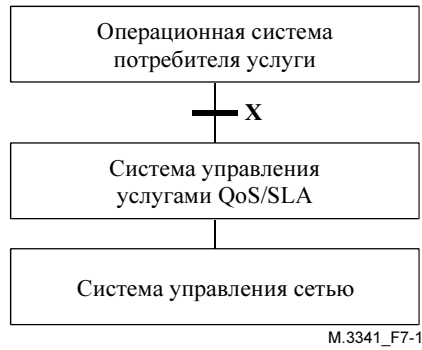 Операционная система
потребителя услуги
X
Система управления
услугами QoS/SLA
Система управления сетью
M.3341_F7-1